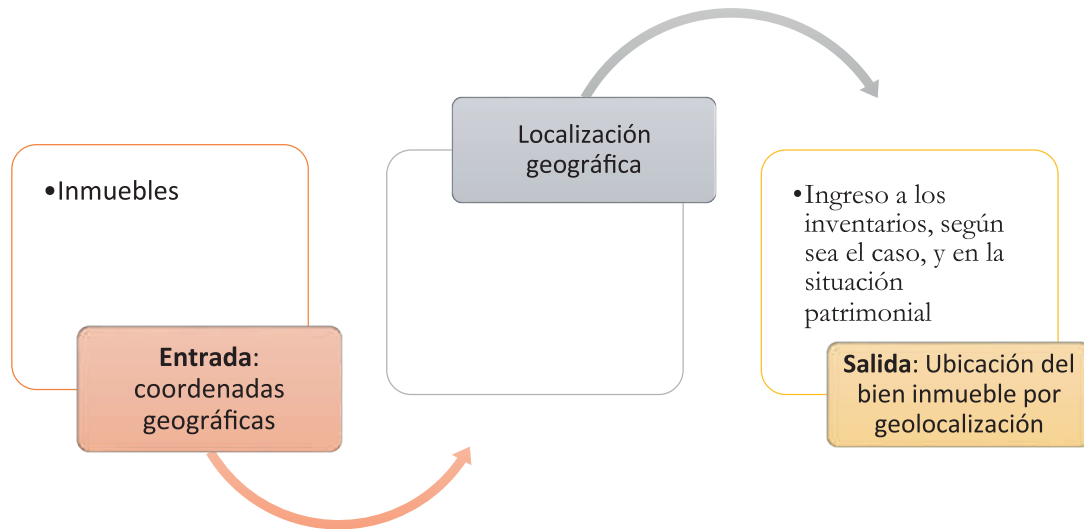 •Inmuebles
Entrada:
coordenadas
geográficas
Localización
geográfica
•Ingreso a los
inventarios, según
sea el caso, y en la
situación
patrimonial
Salida: Ubicación del
bien inmueble por
geolocalización